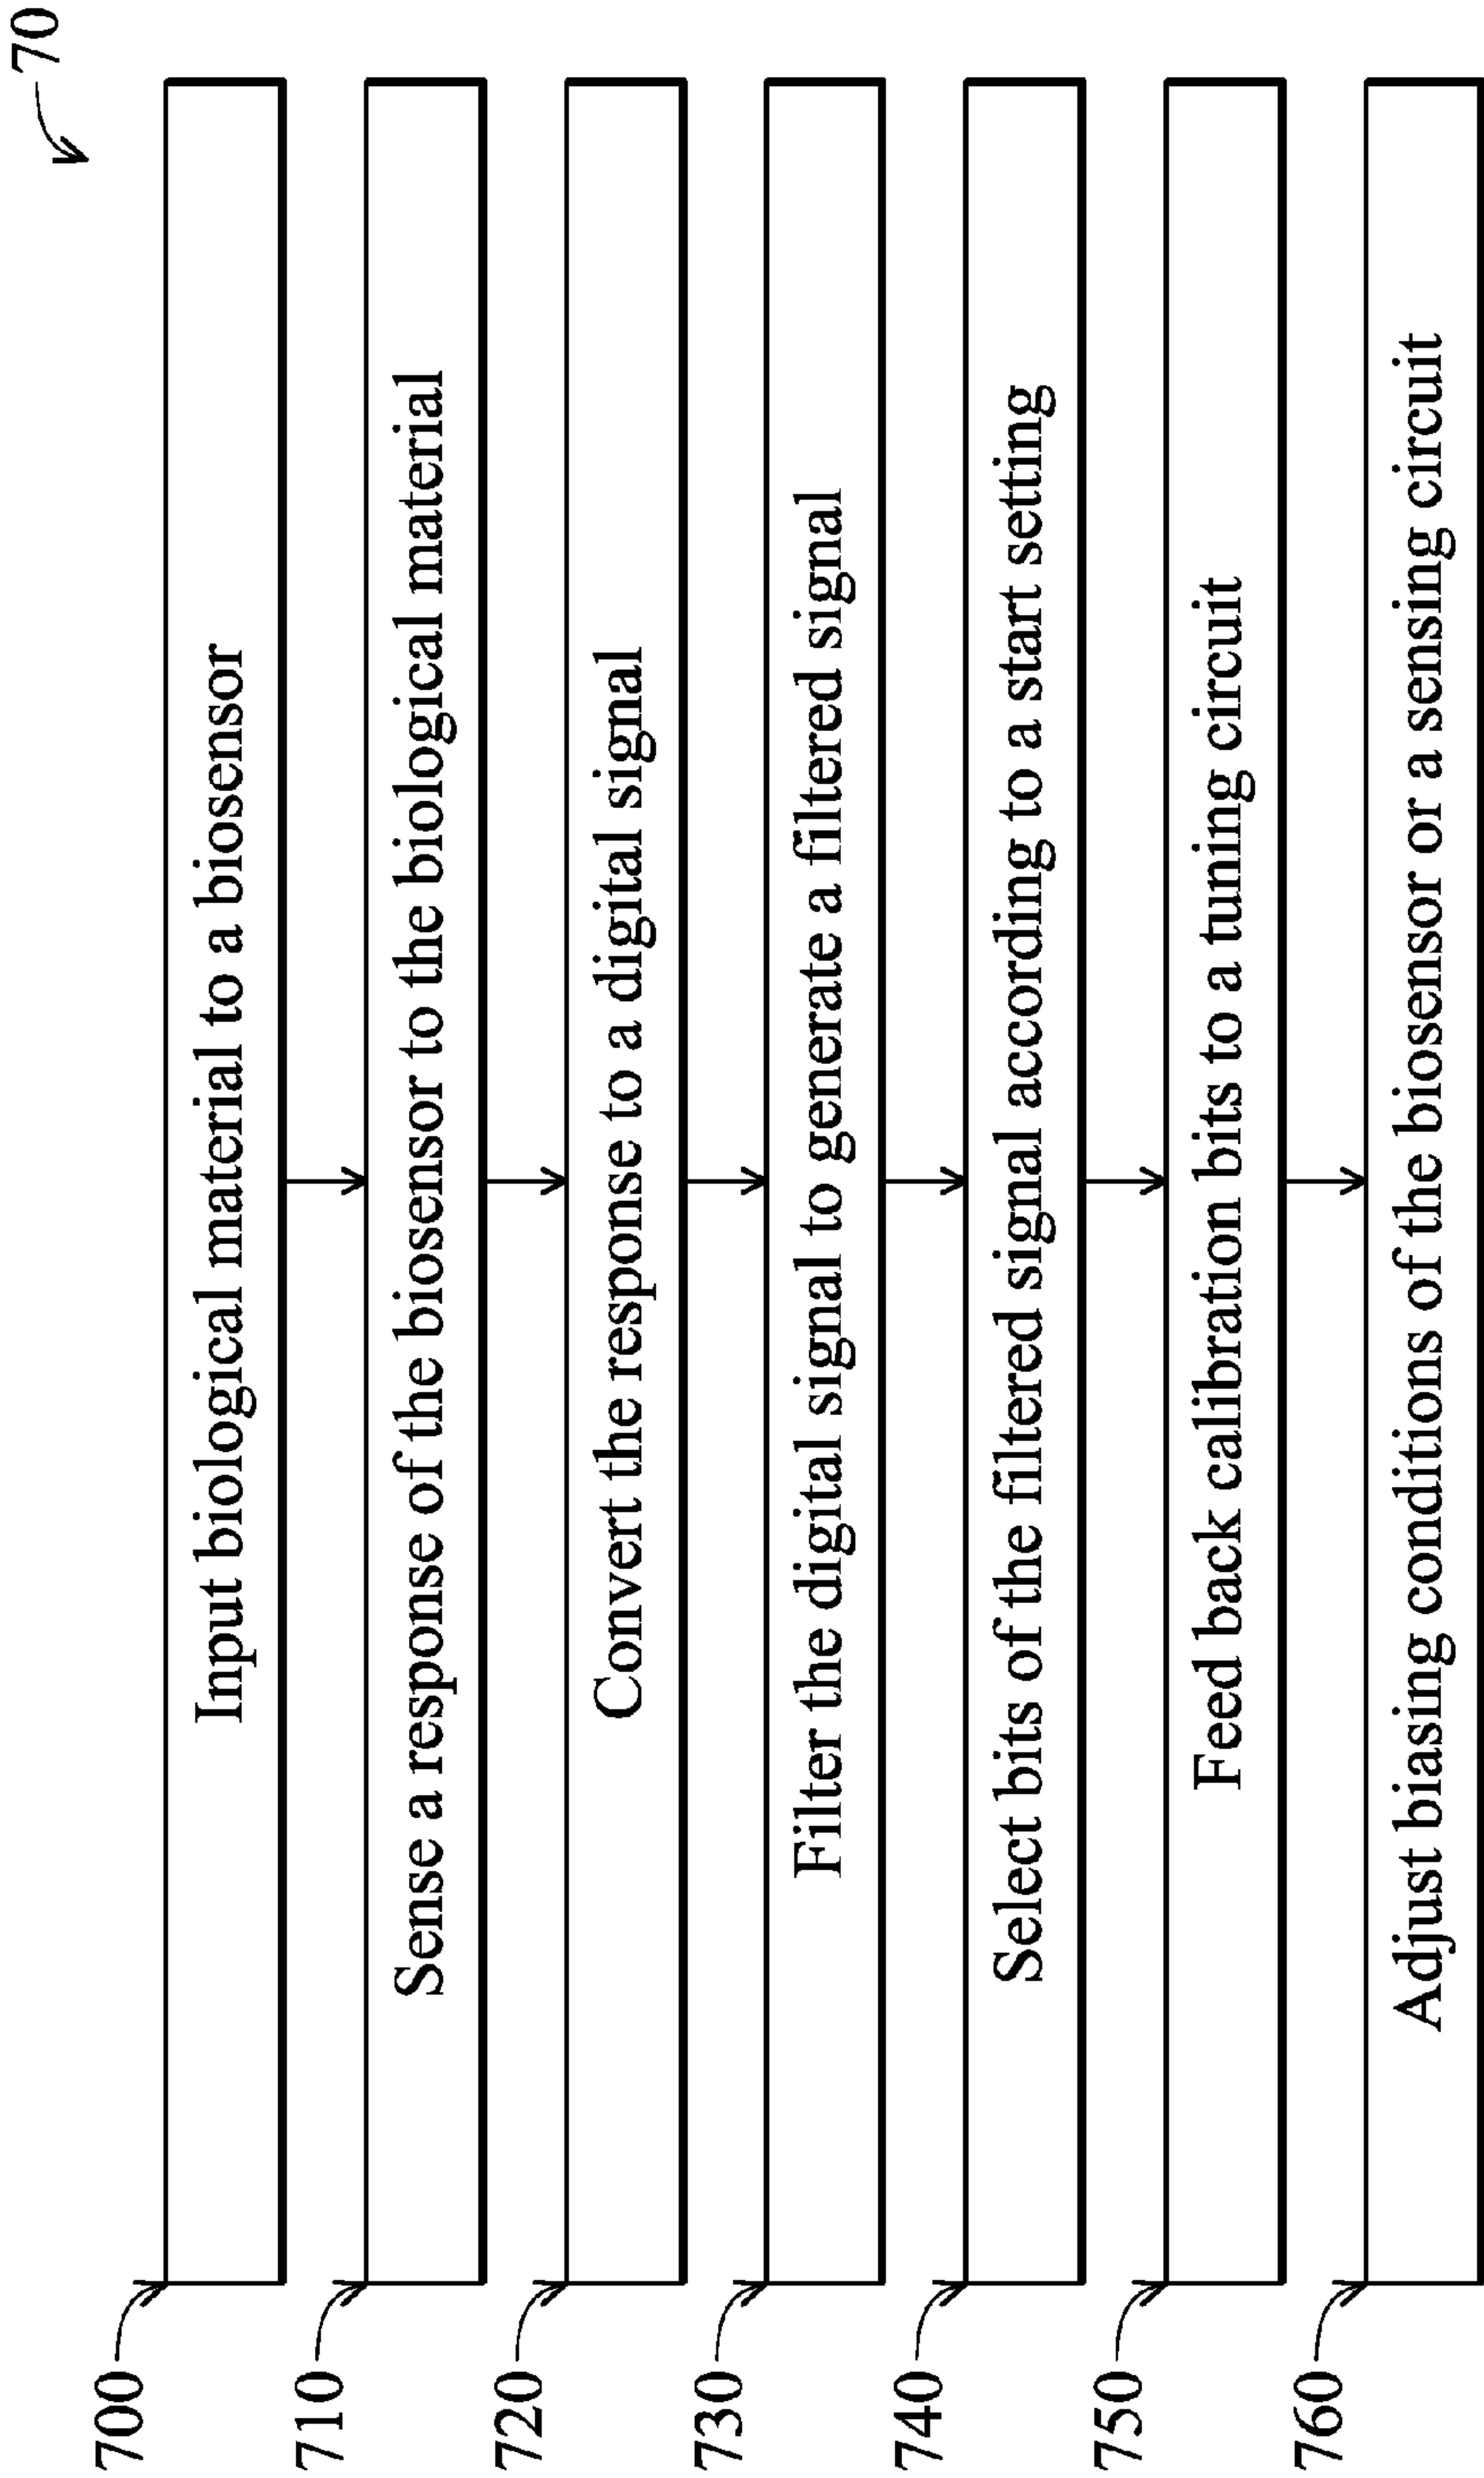 70
700
Input biological material to a biosensor
710
Sense a response of the biosensor to the biological material
720
Convert the response to a digital signal
730
Filter the digital signal to generate a filtered signal
740
Select bits of the filtered signal according to a start setting
750
Feed back calibration bits to a tuning circuit
760
Adjust biasing conditions of the biosensor or a sensing circuit